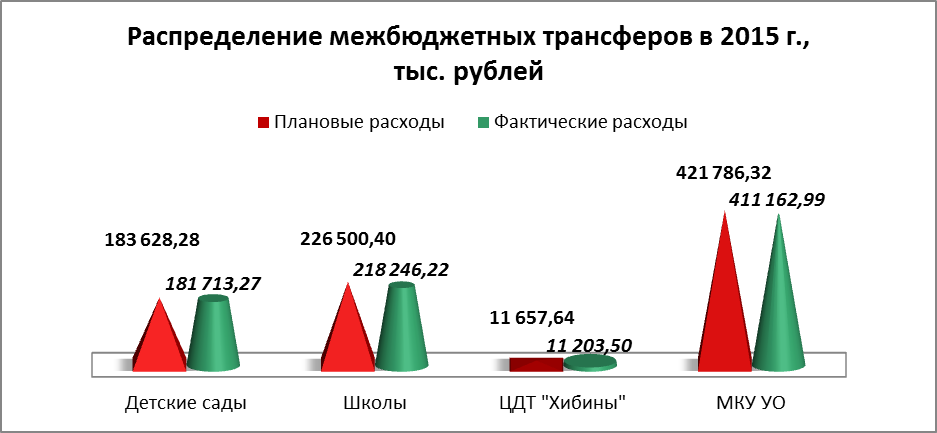 Распределение межбюджетных трансферов в 2015 г.,
тыс. рублей
Плановые расходы Фактические расходы
421 786,32
411 162,99
226 500,40
183 628,28
218 246,22
181 713,27
11 657,64
11 203,50
Детские сады Школы ЦДТ "Хибины" МКУ УО